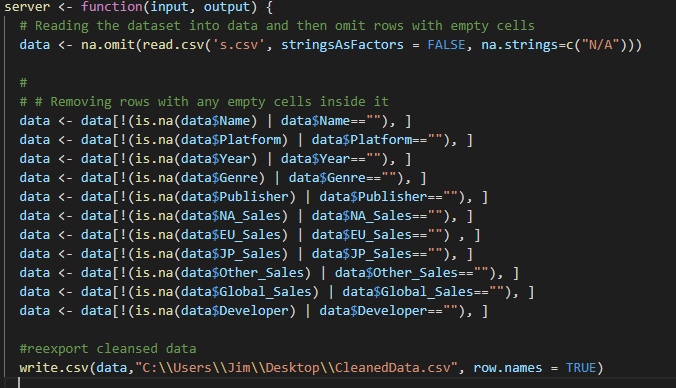 server <- function(input, output) {
# Reading the dataset into data and then omit rows with empty cells
data <- na.omit(read.csv('s.csv', stringsAsFactors = FALSE, na.strings=c("N/A")))
#
# # Removing rows with any empty cells inside it
data <- data[!(is.na(data$Name) | data$Name==""), ]
data <- data[!(is.na(data$Platform) | data$Platform==""), ]
data <- data[!(is.na(data$Year) | data$Year==""), ]
data <- data[!(is.na(data$Genre) | data$Genre==""), ]
data <- data[!(is.na(data$Publisher) | data$Publisher==""), ]
data <- data[!(is.na(data$NA_Sales) | data$NA_Sales==""), ]
data <- data[!(is.na(data$EU_Sales) | data$EU_Sales=="") , ]
data <- data[!(is.na(data$JP_Sales) | data$JP_Sales==""), ]
data <- data[!(is.na(data$Other_Sales) | data$Other_Sales==""), ]
data <- data[!(is.na(data$Global_Sales) | data$Global_Sales==""), ]
data <- data[!(is.na(data$Developer) | data$Developer==""), ]
#reexport cleansed data
write.csv(data,"C:\\Users\\Jim\\Desktop\\CleanedData.csv", row.names = TRUE)